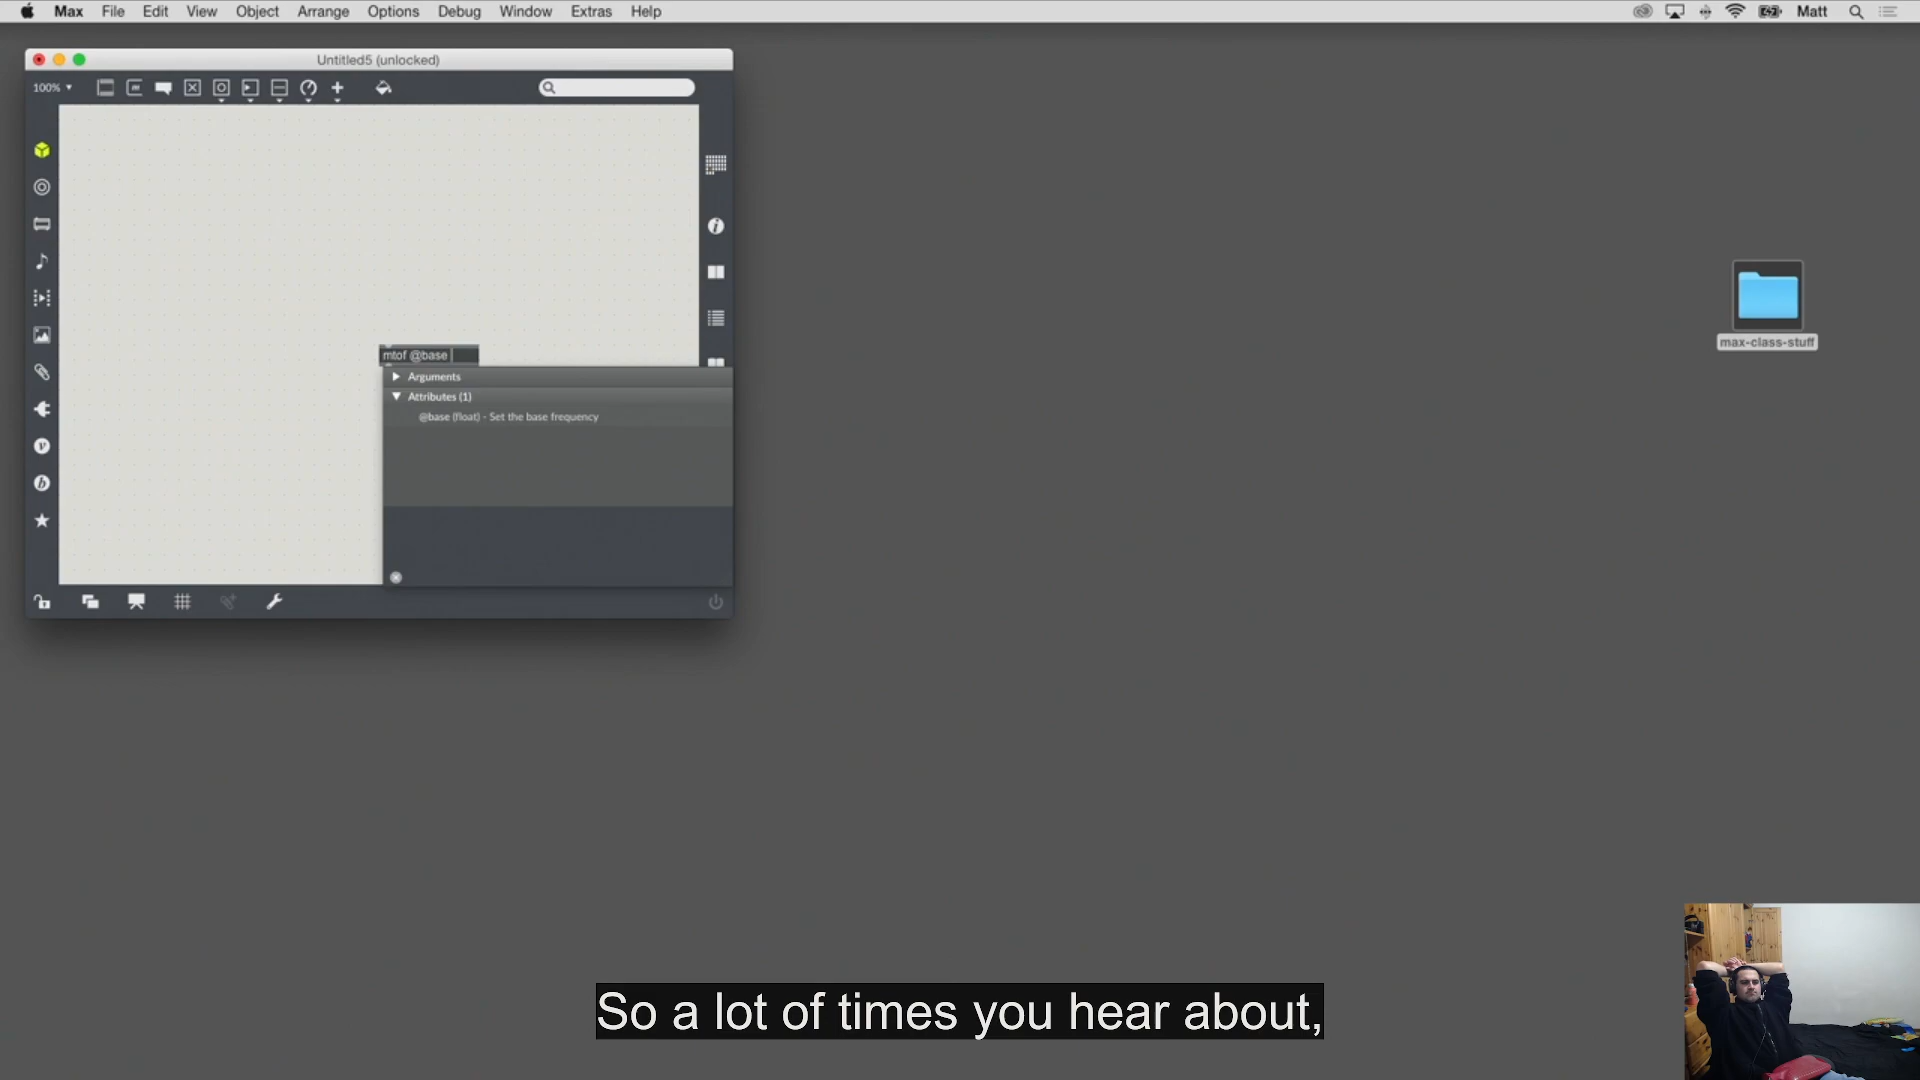 Max File Edit View Object Arrange Options Debug Window Extras Help Matt
Untitled5 (unlocked)
100%
mtof @base
Arguments
Attributes (1)
@base (float) - Set the base frequency
max-class-stuff
So a lot of times you hear about,